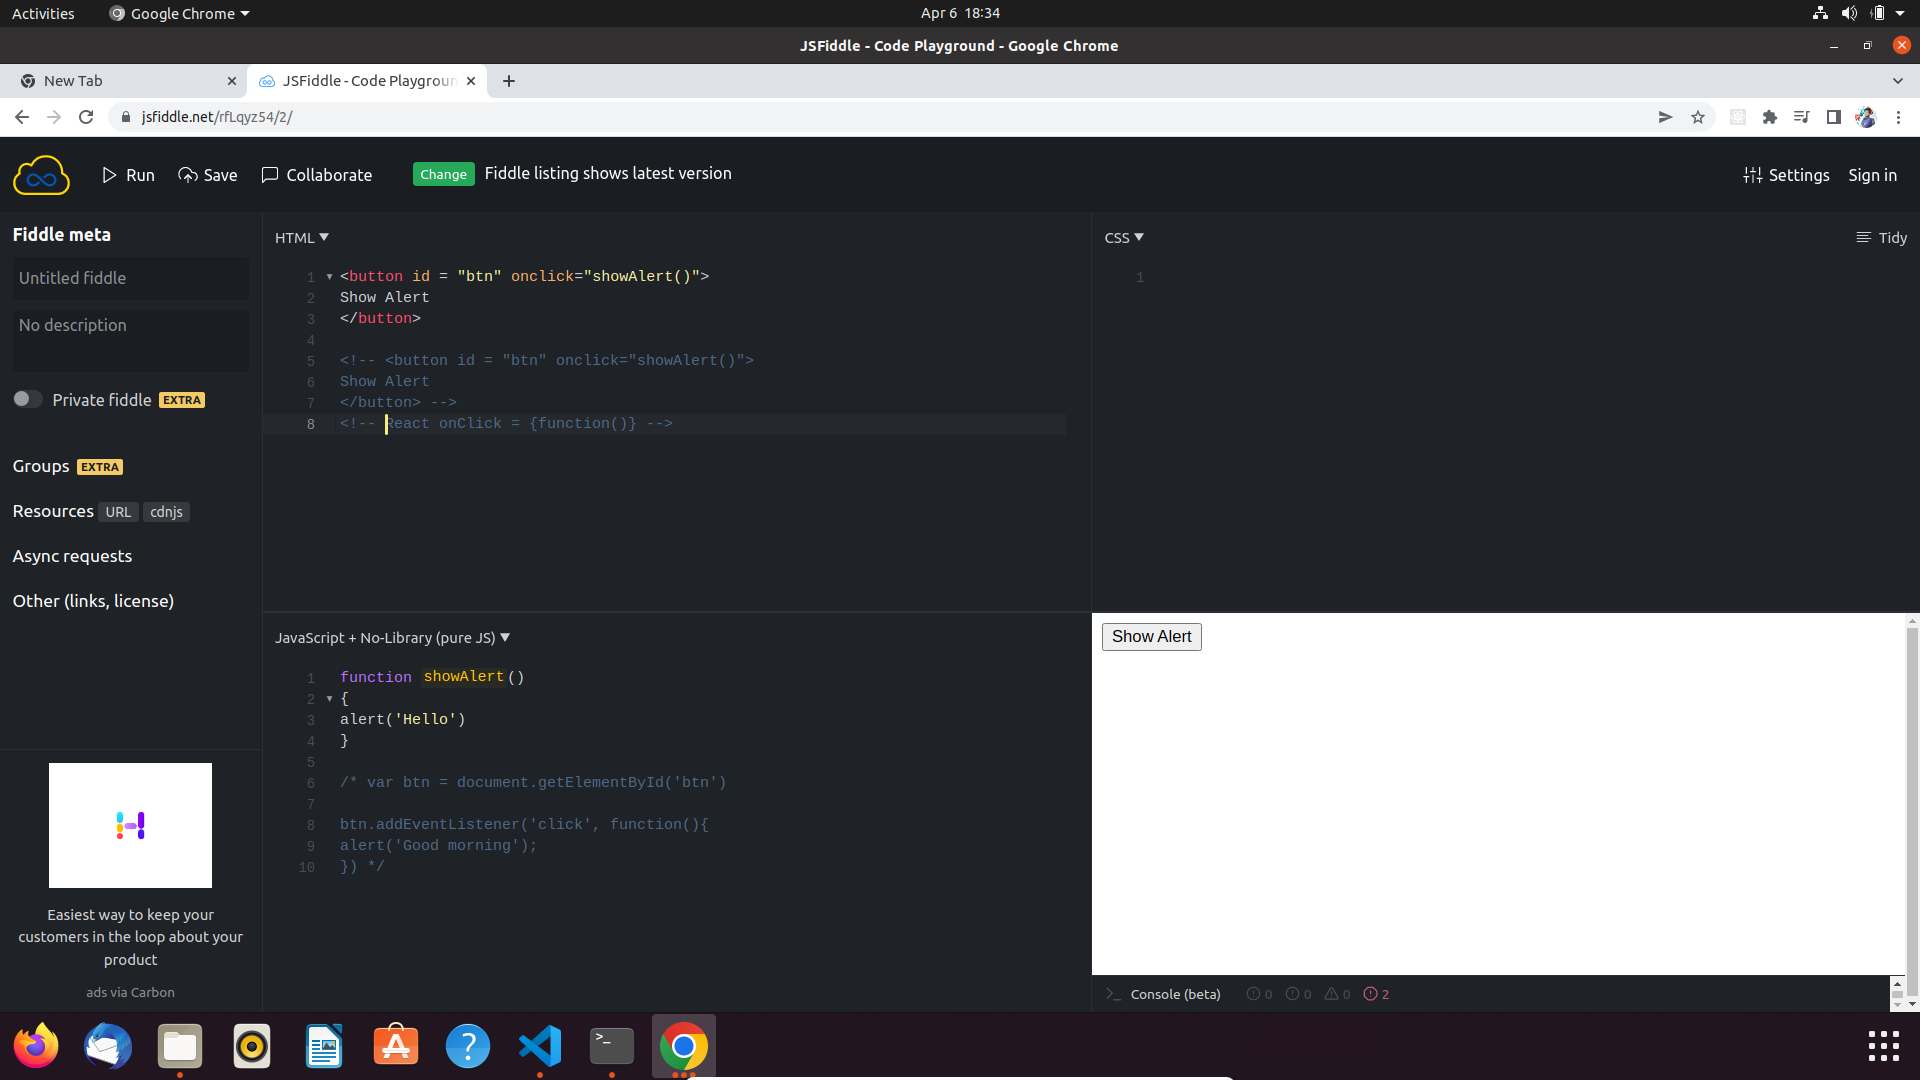 Activities
Google Chrome
Apr 6 18:34
JSFiddle - Code Playground - Google Chrome
New Tab
JSFiddle - Code Playgroun
jsfiddle.net/rfLqyz54/2/
Run
Save
Collaborate
Change
Fiddle listing shows latest version
Settings
Sign in
Fiddle meta
Untitled fiddle
No description
Private fiddle EXTRA
Groups EXTRA
Resources URL cdnjs
Async requests
Other (links, license)
Easiest way to keep your
customers in the loop about your
product
ads via Carbon
HTML
1 <button id = "btn" onclick="showAlert()">
2 Show Alert
3 </button>
4
5 <!-- <button id = "btn" onclick="showAlert()">
6 Show Alert
7 </button> -->
8 <!-- React onClick = {function()} -->
CSS
Tidy
1
JavaScript + No-Library (pure JS)
1 function showAlert()
2 {
3 alert('Hello')
4 }
5
6 /* var btn = document.getElementById('btn')
7
8 btn.addEventListener('click', function(){
9 alert('Good morning');
10 }) */
Show Alert
>_ Console (beta) 0 0 0 2